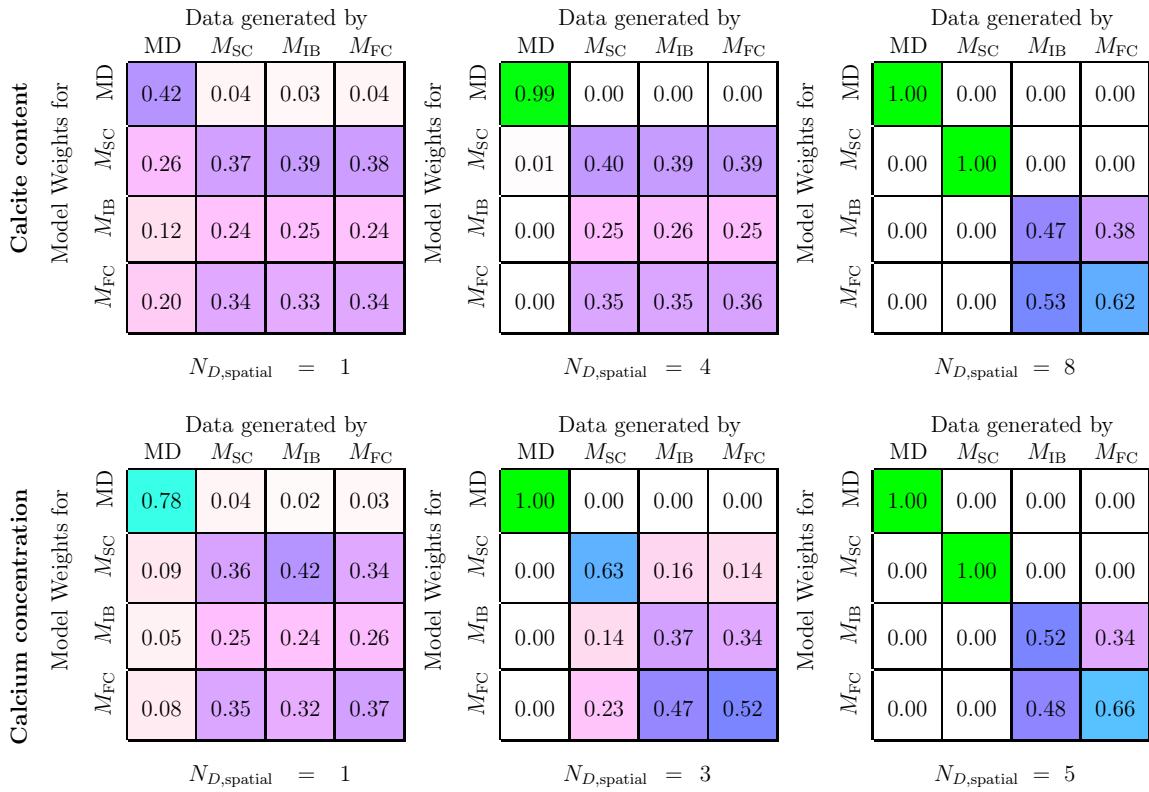 Data generated by Data generated by Data generated by
MD M_SC M_IB M_FC MD M_SC M_IB M_FC MD M_SC M_IB M_FC
Calcite content
Model Weights for
MD 0.42 0.04 0.03 0.04
M_SC 0.26 0.37 0.39 0.38
M_IB 0.12 0.24 0.25 0.24
M_FC 0.20 0.34 0.33 0.34
N_D,spatial = 1
Model Weights for
MD 0.99 0.00 0.00 0.00
M_SC 0.01 0.40 0.39 0.39
M_IB 0.00 0.25 0.26 0.25
M_FC 0.00 0.35 0.35 0.36
N_D,spatial = 4
Model Weights for
MD 1.00 0.00 0.00 0.00
M_SC 0.00 1.00 0.00 0.00
M_IB 0.00 0.00 0.47 0.38
M_FC 0.00 0.00 0.53 0.62
N_D,spatial = 8
Data generated by Data generated by Data generated by
MD M_SC M_IB M_FC MD M_SC M_IB M_FC MD M_SC M_IB M_FC
Calcium concentration
Model Weights for
MD 0.78 0.04 0.02 0.03
M_SC 0.09 0.36 0.42 0.34
M_IB 0.05 0.25 0.24 0.26
M_FC 0.08 0.35 0.32 0.37
N_D,spatial = 1
Model Weights for
MD 1.00 0.00 0.00 0.00
M_SC 0.00 0.63 0.16 0.14
M_IB 0.00 0.14 0.37 0.34
M_FC 0.00 0.23 0.47 0.52
N_D,spatial = 3
Model Weights for
MD 1.00 0.00 0.00 0.00
M_SC 0.00 1.00 0.00 0.00
M_IB 0.00 0.00 0.52 0.34
M_FC 0.00 0.00 0.48 0.66
N_D,spatial = 5